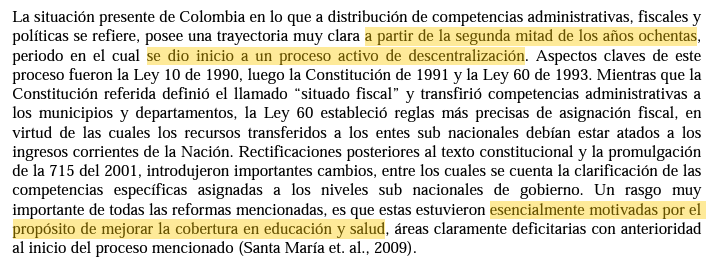 La situación presente de Colombia en lo que a distribución de competencias administrativas, fiscales y
políticas se refiere, posee una trayectoria muy clara a partir de la segunda mitad de los años ochentas,
periodo en el cual se dio inicio a un proceso activo de descentralización. Aspectos claves de este
proceso fueron la Ley 10 de 1990, luego la Constitución de 1991 y la Ley 60 de 1993. Mientras que la
Constitución referida definió el llamado “situado fiscal” y transfirió competencias administrativas a
los municipios y departamentos, la Ley 60 estableció reglas más precisas de asignación fiscal, en
virtud de las cuales los recursos transferidos a los entes sub nacionales debían estar atados a los
ingresos corrientes de la Nación. Rectificaciones posteriores al texto constitucional y la promulgación
de la 715 del 2001, introdujeron importantes cambios, entre los cuales se cuenta la clarificación de las
competencias específicas asignadas a los niveles sub nacionales de gobierno. Un rasgo muy
importante de todas las reformas mencionadas, es que estas estuvieron esencialmente motivadas por el
propósito de mejorar la cobertura en educación y salud, áreas claramente deficitarias con anterioridad
al inicio del proceso mencionado (Santa María et. al., 2009).